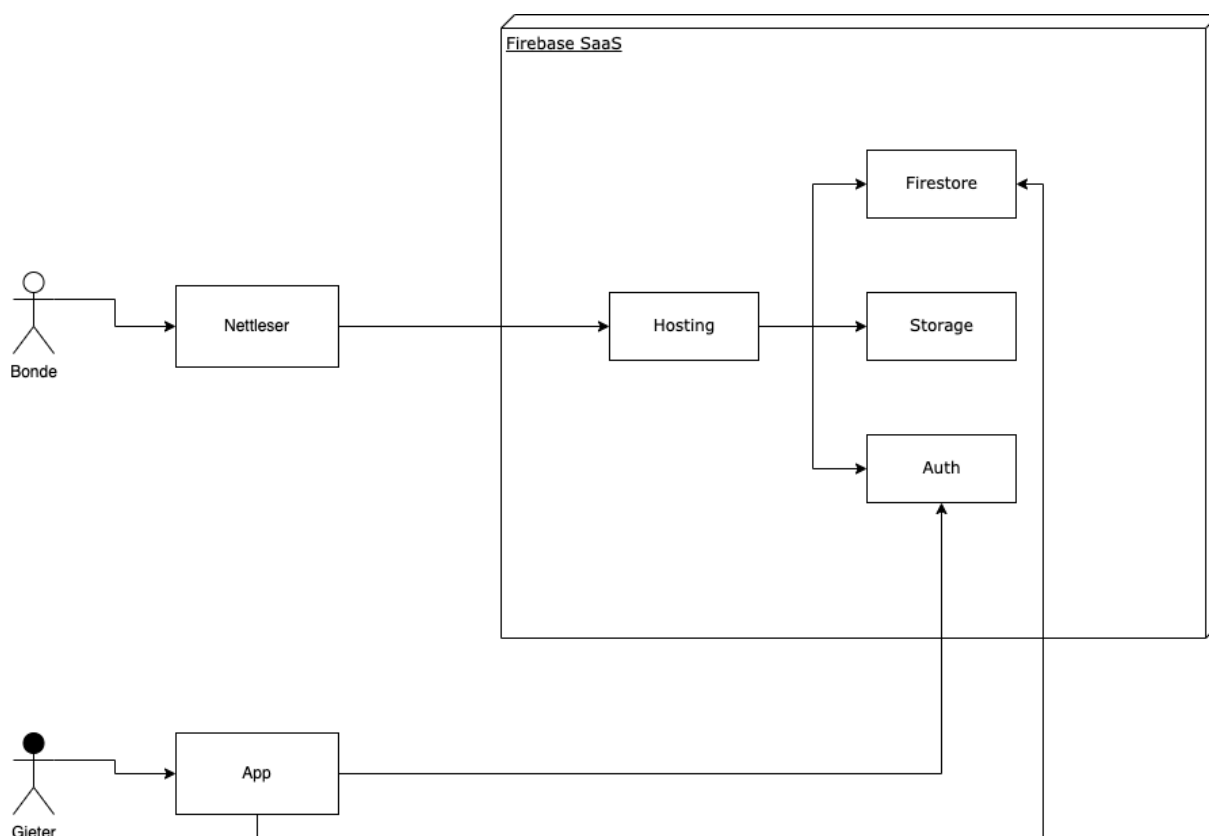 Firebase SaaS
Firestore
Nettleser
Hosting
Storage
Bonde
Auth
App
Gjeter